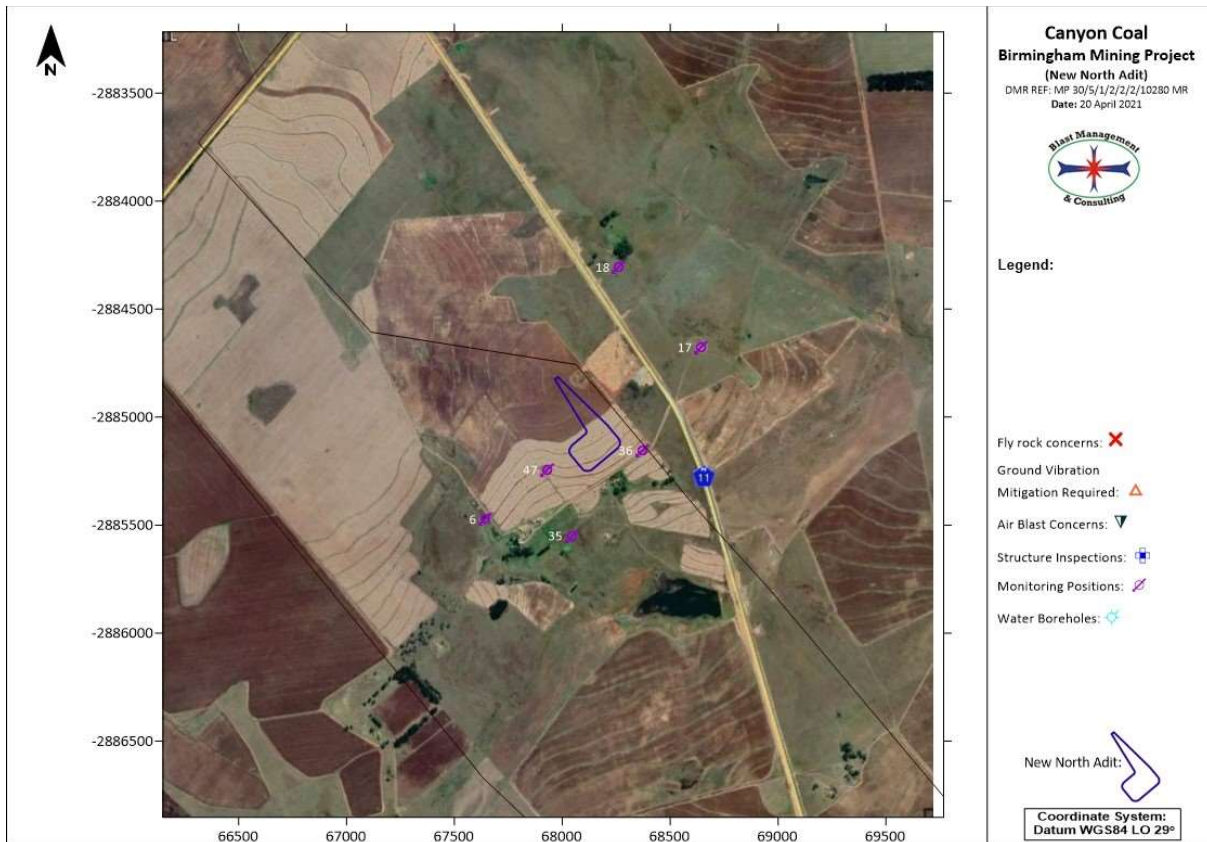 N
-2883500
-2884000
-2884500
-2885000
-2885500
-2886000
-2886500
66500 67000 67500 68000 68500 69000 69500
18
17
36
47
6
35
11
Canyon Coal
Birmingham Mining Project
(New North Adit)
DMR REF: MP 30/5/1/2/2/2/10280 MR
Date: 20 April 2021
Blast Management
& Consulting
Legend:
Fly rock concerns:
Ground Vibration
Mitigation Required:
Air Blast Concerns:
Structure Inspections:
Monitoring Positions:
Water Boreholes:
New North Adit:
Coordinate System:
Datum WGS84 LO 29º